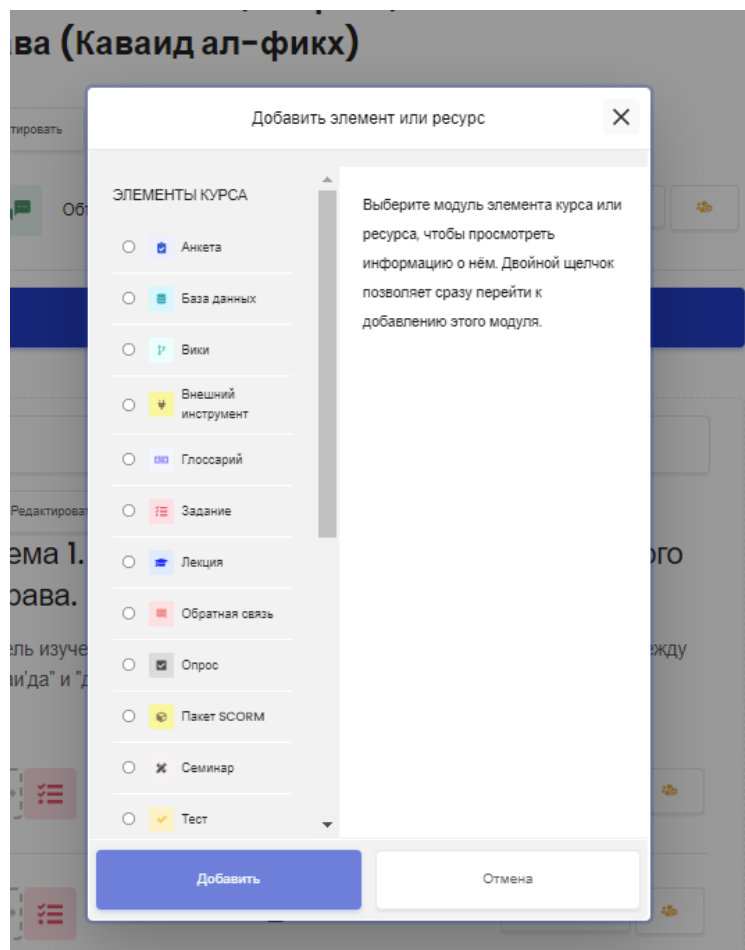 ава (Каваид ал-фикх)
Добавить элемент или ресурс
тировать
ЭЛЕМЕНТЫ КУРСА
Анкета
База данных
Вики
Внешний
инструмент
Глоссарий
Задание
Лекция
Обратная связь
Опрос
Пакет SCORM
Семинар
Тест
Выберите модуль элемента курса или
ресурса, чтобы просмотреть
информацию о нём. Двойной щелчок
позволяет сразу перейти к
добавлению этого модуля.
Об
Редактироват
ема 1.
ого
рава.
ель изуче
ежду
аи'да" и "д
Добавить
Отмена